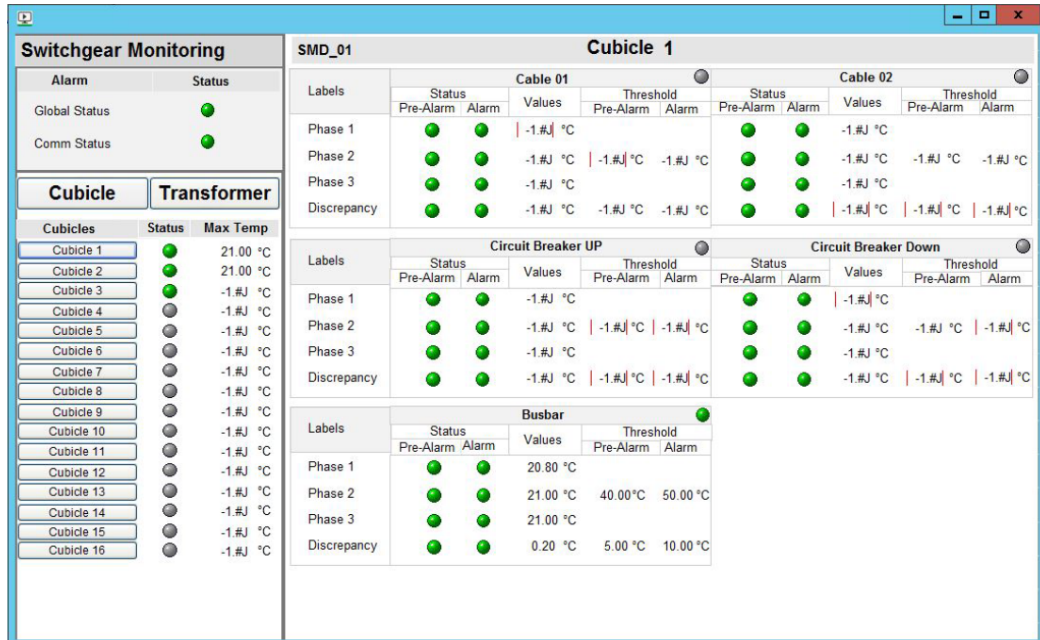 Switchgear Monitoring
Alarm Status
Global Status
Comm Status
Cubicle Transformer
Cubicles Status Max Temp
Cubicle 1 21.00 °C
Cubicle 2 21.00 °C
Cubicle 3 -1.#J °C
Cubicle 4 -1.#J °C
Cubicle 5 -1.#J °C
Cubicle 6 -1.#J °C
Cubicle 7 -1.#J °C
Cubicle 8 -1.#J °C
Cubicle 9 -1.#J °C
Cubicle 10 -1.#J °C
Cubicle 11 -1.#J °C
Cubicle 12 -1.#J °C
Cubicle 13 -1.#J °C
Cubicle 14 -1.#J °C
Cubicle 15 -1.#J °C
Cubicle 16 -1.#J °C
SMD_01 Cubicle 1
Labels Cable 01 Cable 02
Status Values Threshold Status Values Threshold
Pre-Alarm Alarm Pre-Alarm Alarm Pre-Alarm Alarm Pre-Alarm Alarm
Phase 1 -1.#J °C -1.#J °C
Phase 2 -1.#J °C -1.#J °C -1.#J °C -1.#J °C -1.#J °C -1.#J °C
Phase 3 -1.#J °C -1.#J °C
Discrepancy -1.#J °C -1.#J °C -1.#J °C -1.#J °C -1.#J °C -1.#J °C
Labels Circuit Breaker UP Circuit Breaker Down
Status Values Threshold Status Values Threshold
Pre-Alarm Alarm Pre-Alarm Alarm Pre-Alarm Alarm Pre-Alarm Alarm
Phase 1 -1.#J °C -1.#J °C
Phase 2 -1.#J °C -1.#J °C -1.#J °C -1.#J °C -1.#J °C -1.#J °C
Phase 3 -1.#J °C -1.#J °C
Discrepancy -1.#J °C -1.#J °C -1.#J °C -1.#J °C -1.#J °C -1.#J °C
Labels Busbar
Status Values Threshold
Pre-Alarm Alarm Pre-Alarm Alarm
Phase 1 20.80 °C
Phase 2 21.00 °C 40.00°C 50.00 °C
Phase 3 21.00 °C
Discrepancy 0.20 °C 5.00 °C 10.00 °C